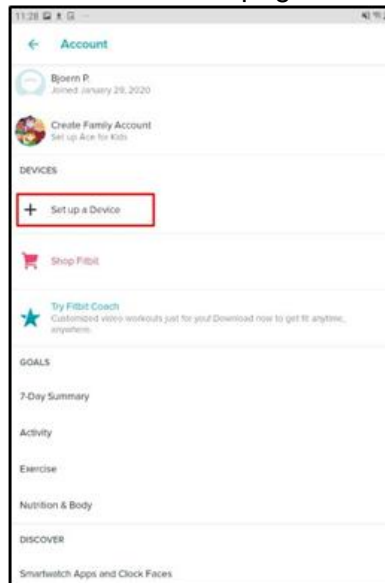 11:28
Account
Bjoern P.
Joined January 29, 2020
Create Family Account
Set up Ace for Kids
DEVICES
+ Set up a Device
Shop Fitbit
Try Fitbit Coach
Customized video workouts just for you! Download now to get fit anytime,
anywhere.
GOALS
7-Day Summary
Activity
Exercise
Nutrition & Body
DISCOVER
Smartwatch Apps and Clock Faces